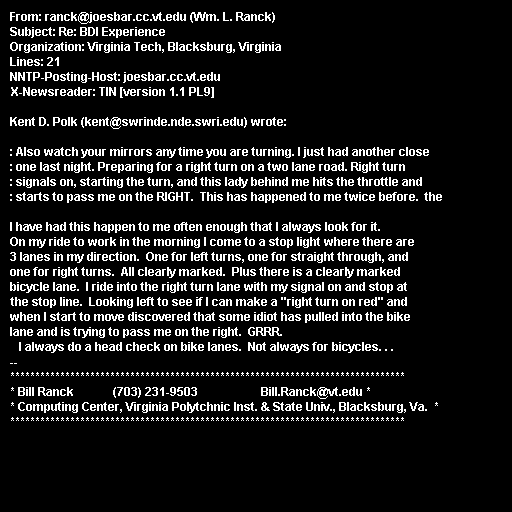 From: ranck@joesbar.cc.vt.edu (Wm. L. Ranck)
Subject: Re: BDI Experience
Organization: Virginia Tech, Blacksburg, Virginia
Lines: 21
NNTP-Posting-Host: joesbar.cc.vt.edu
X-Newsreader: TIN [version 1.1 PL9]

Kent D. Polk (kent@swrinde.nde.swri.edu) wrote:

: Also watch your mirrors any time you are turning. I just had another close
: one last night. Preparing for a right turn on a two lane road. Right turn
: signals on, starting the turn, and this lady behind me hits the throttle and
: starts to pass me on the RIGHT.  This has happened to me twice before.  the

I have had this happen to me often enough that I always look for it.
On my ride to work in the morning I come to a stop light where there are
3 lanes in my direction.  One for left turns, one for straight through, and
one for right turns.  All clearly marked.  Plus there is a clearly marked
bicycle lane.  I ride into the right turn lane with my signal on and stop at
the stop line.  Looking left to see if I can make a "right turn on red" and
when I start to move discovered that some idiot has pulled into the bike
lane and is trying to pass me on the right.  GRRR.
   I always do a head check on bike lanes.  Not always for bicycles. . .
--
*******************************************************************************
* Bill Ranck             (703) 231-9503                     Bill.Ranck@vt.edu *
* Computing Center, Virginia Polytchnic Inst. & State Univ., Blacksburg, Va.  *
*******************************************************************************